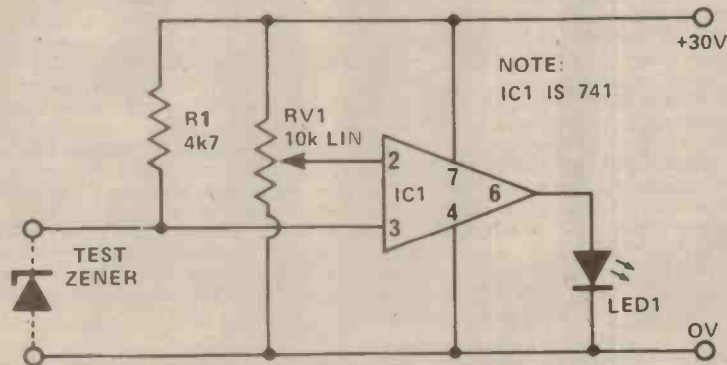 +30V
NOTE:
IC1 IS 741
R1
4k7
RV1
10k LIN
2
7
IC1
6
3
4
TEST
ZENER
LED1
0V